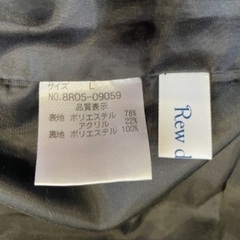 サイズ L
NO.8R05-09059
品質表示
表地 ポリエステル 78%
アクリル 22%
裏地 ポリエステル 100%
Rew d